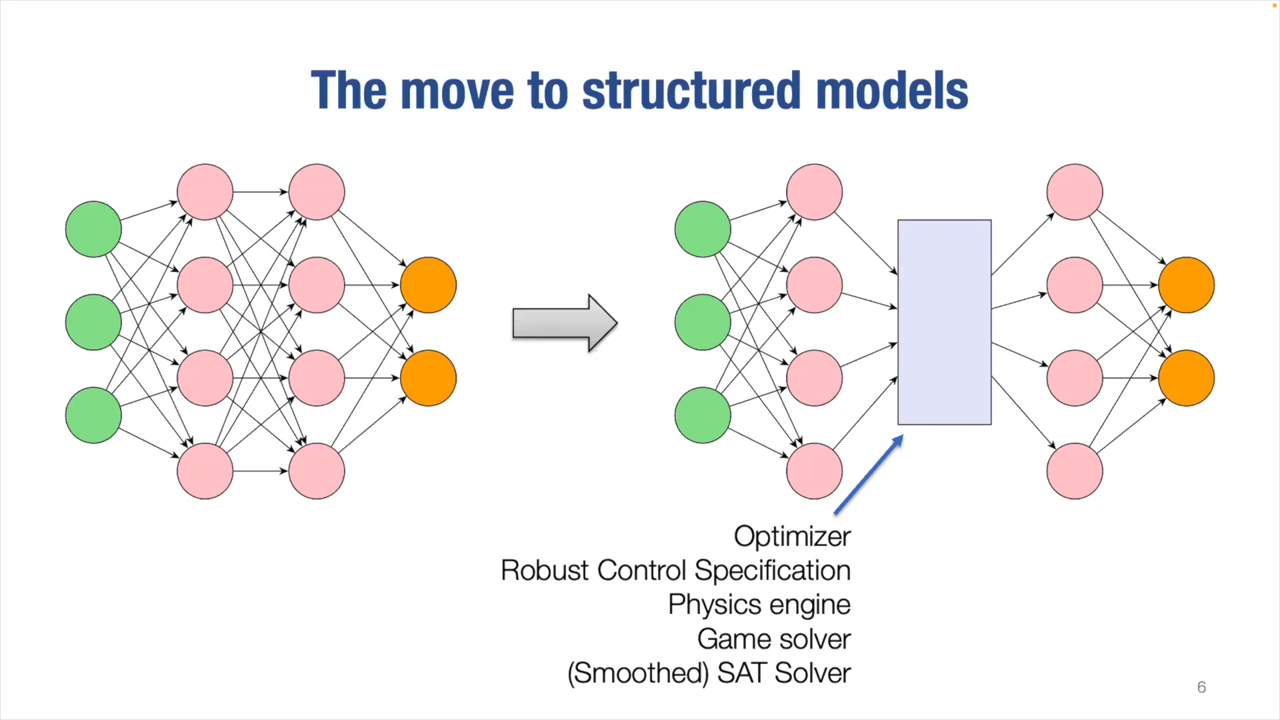 The move to structured models
Optimizer
Robust Control Specification
Physics engine
Game solver
(Smoothed) SAT Solver
6